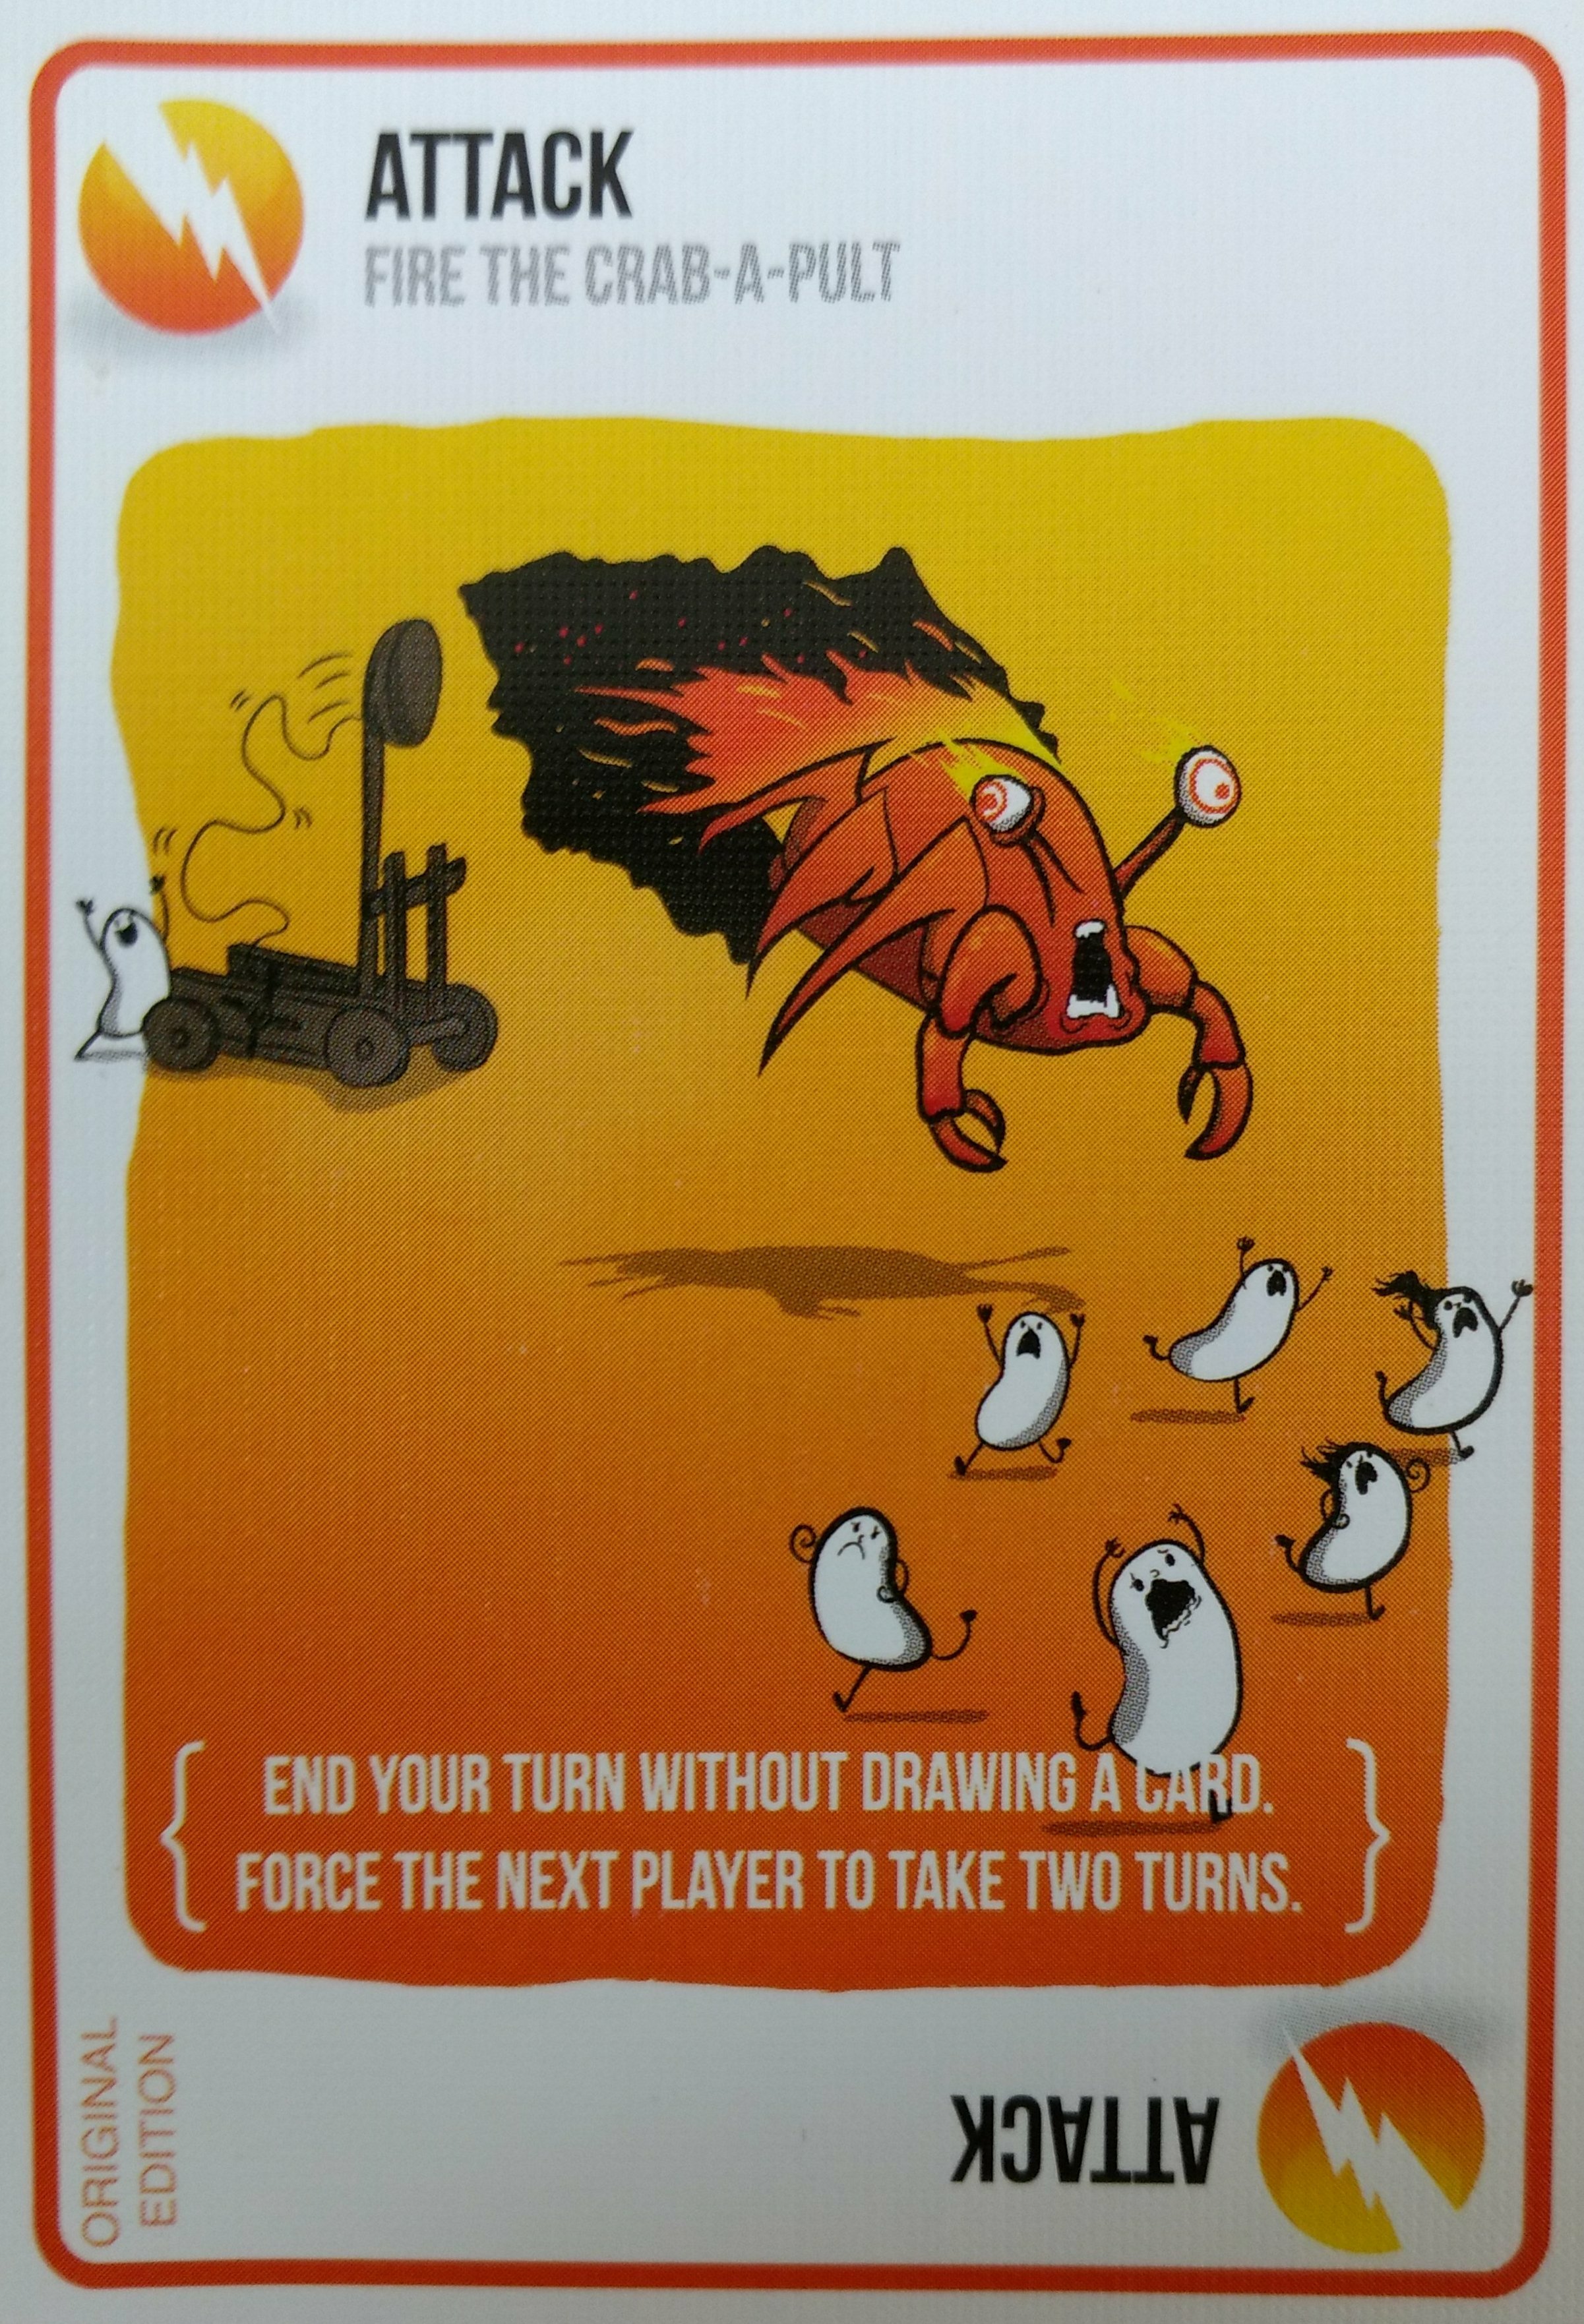 ATTACK
FIRE THE CRAB-A-PULT
{ END YOUR TURN WITHOUT DRAWING A CARD.
FORCE THE NEXT PLAYER TO TAKE TWO TURNS. }
ORIGINAL
EDITION
ATTACK